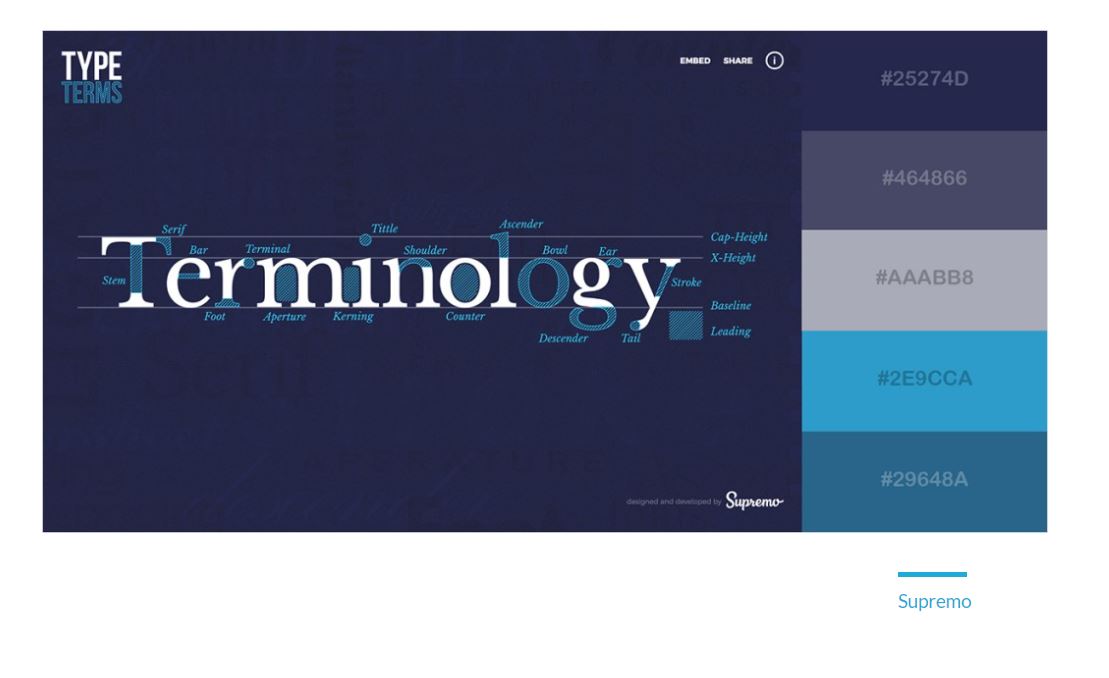 TYPE
TERMS
EMBED SHARE i
#25274D
#464866
#AAABB8
#2E9CCA
#29648A
Serif
Tittle
Ascender
Cap-Height
Bar
Terminal
Shoulder
Bowl
Ear
X-Height
Terminology
Stem
Stroke
Foot
Aperture
Kerning
Counter
Baseline
Descender
Tail
Leading
designed and developed by Supremo
Supremo